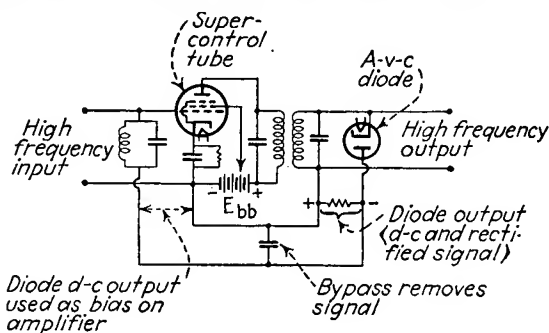 Super-
control
tube
A-v-c
diode
High
frequency
input
High frequency
output
- +
E bb
+ -
Diode output
(d-c and recti-
fied signal)
Diode d-c output
used as bias on
amplifier
Bypass removes
signal